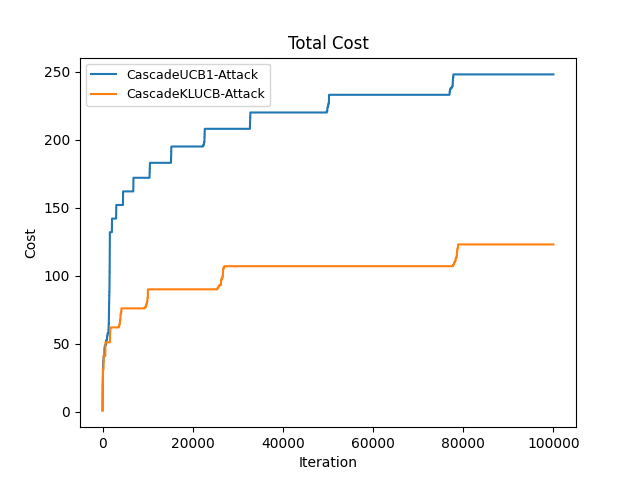 Total Cost
CascadeUCB1-Attack
CascadeKLUCB-Attack
250
200
150
100
50
0
Cost
0 20000 40000 60000 80000 100000
Iteration